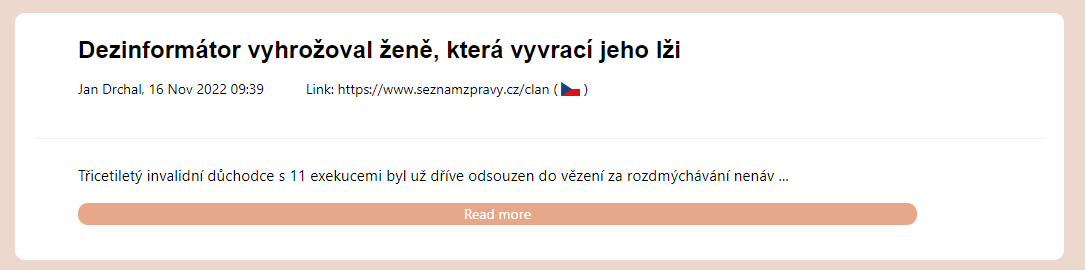 Dezinformátor vyhrožoval ženě, která vyvrací jeho lži
Jan Drchal, 16 Nov 2022 09:39 Link: https://www.seznamzpravy.cz/clan ( )
Třicetiletý invalidní důchodce s 11 exekucemi byl už dříve odsouzen do vězení za rozdmýchávání nenáv ...
Read more